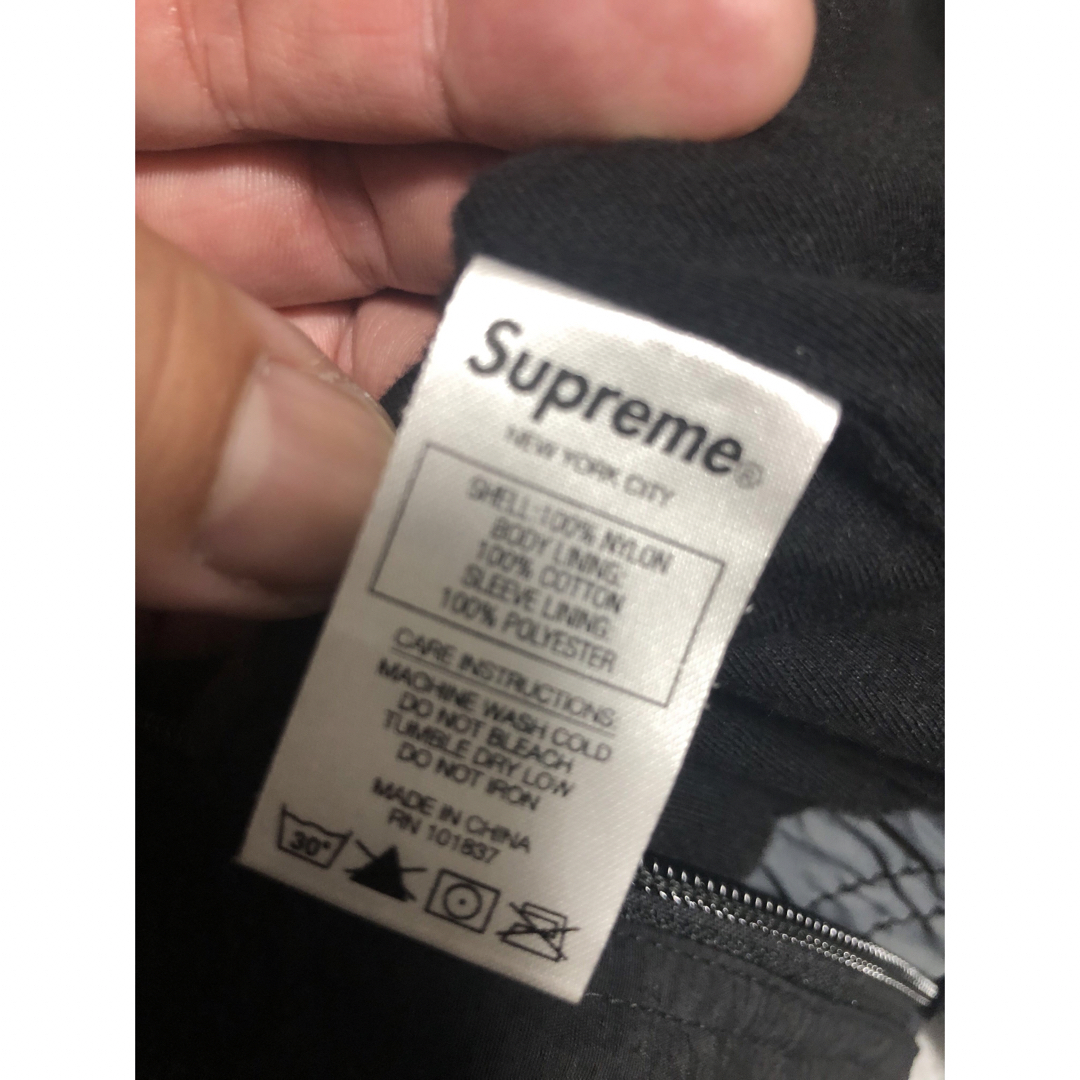 Supreme®
NEW YORK CITY
SHELL:100% NYLON
BODY LINING:
100% COTTON
SLEEVE LINING:
100% POLYESTER
CARE INSTRUCTIONS
MACHINE WASH COLD
DO NOT BLEACH
TUMBLE DRY LOW
DO NOT IRON
MADE IN CHINA
RN 101837
30°